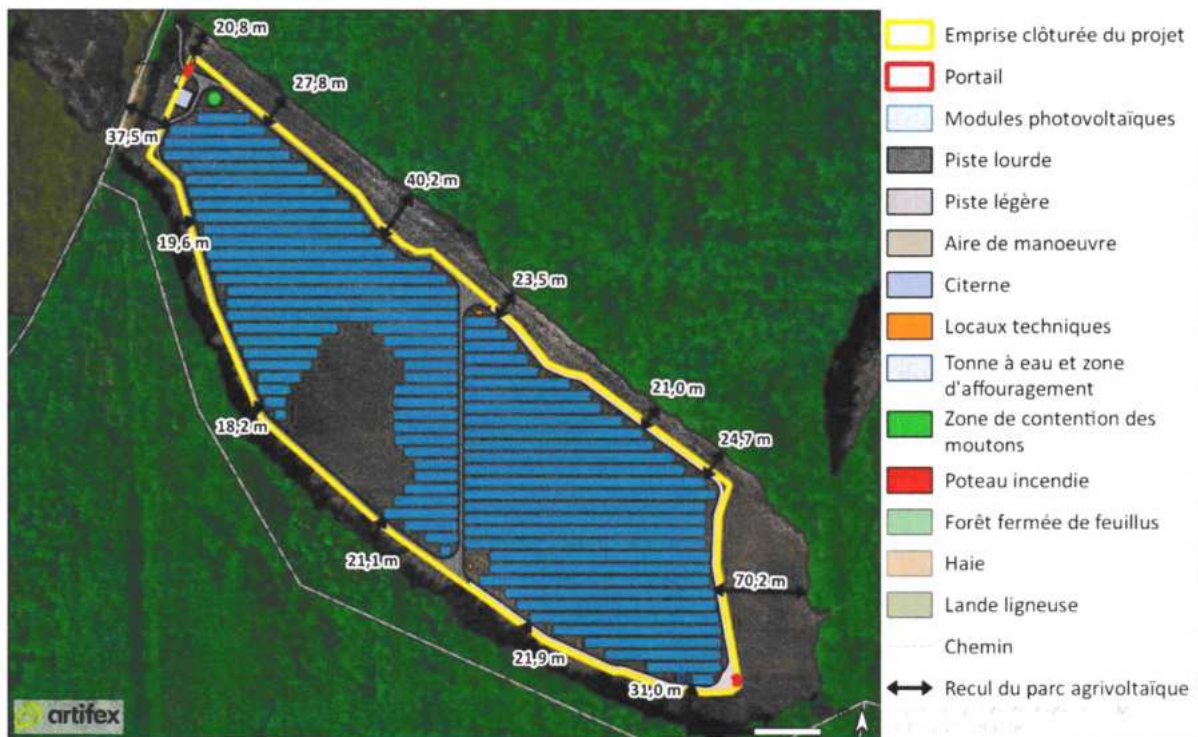 20,8 m
27,8 m
37,5 m
40,2 m
19,6 m
23,5 m
21,0 m
18,2 m
24,7 m
21,1 m
70,2 m
21,9 m
31,0 m
artifex
Emprise clôturée du projet
Portail
Modules photovoltaïques
Piste lourde
Piste légère
Aire de manoeuvre
Citerne
Locaux techniques
Tonne à eau et zone
d'affouragement
Zone de contention des
moutons
Poteau incendie
Forêt fermée de feuillus
Haie
Lande ligneuse
Chemin
Recul du parc agrivoltaïque